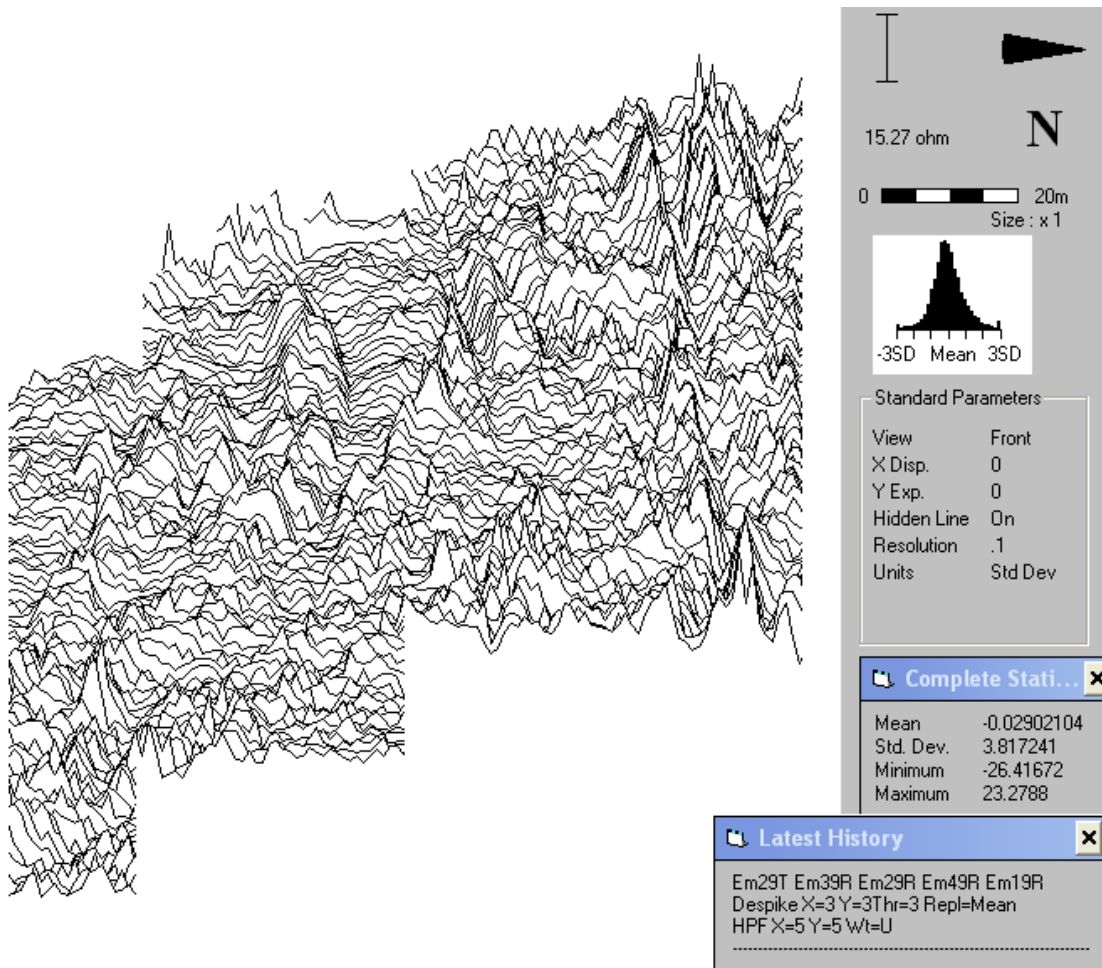 N
15.27 ohm
0 20m
Size : x 1
-3SD Mean 3SD
Standard Parameters
View Front
X Disp. 0
Y Exp. 0
Hidden Line On
Resolution .1
Units Std Dev
Complete Stati...
Mean -0.02902104
Std. Dev. 3.817241
Minimum -26.41672
Maximum 23.2788
Latest History
Em29T Em39R Em29R Em49R Em19R
Despike X=3 Y=3Thr=3 Repl=Mean
HPF X=5 Y=5 Wt=U